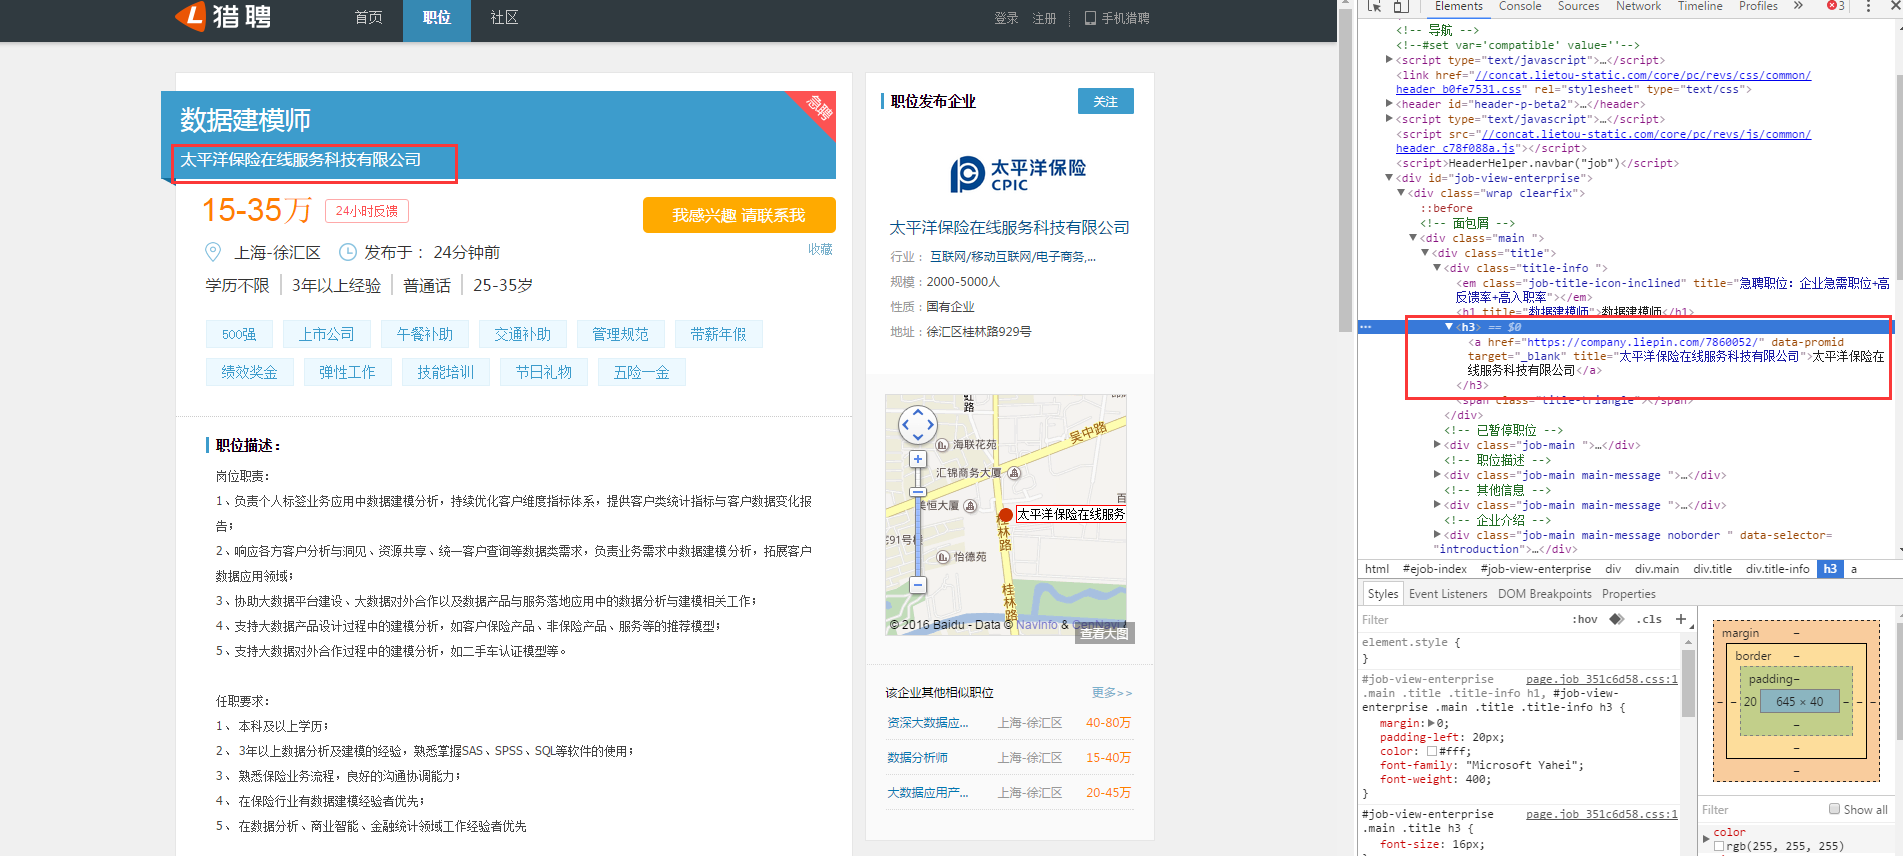 猎聘
首页
职位
社区
登录
注册
手机猎聘
数据建模师
急聘
太平洋保险在线服务科技有限公司
15-35万
24小时反馈
我感兴趣 请联系我
上海-徐汇区
发布于： 24分钟前
收藏
学历不限
3年以上经验
普通话
25-35岁
500强
上市公司
午餐补助
交通补助
管理规范
带薪年假
绩效奖金
弹性工作
技能培训
节日礼物
五险一金
职位描述：
岗位职责：
1、负责个人标签业务应用中数据建模分析，持续优化客户维度指标体系，提供客户类统计指标与客户数据变化报
告；
2、响应各方客户分析与洞见、资源共享、统一客户查询等数据类需求，负责业务需求中数据建模分析，拓展客户
数据应用领域；
3、协助大数据平台建设、大数据对外合作以及数据产品与服务落地应用中的数据分析与建模相关工作；
4、支持大数据产品设计过程中的建模分析，如客户保险产品、非保险产品、服务等的推荐模型；
5、支持大数据对外合作过程中的建模分析，如二手车认证模型等。
任职要求：
1、 本科及以上学历；
2、 3年以上数据分析及建模的经验，熟悉掌握SAS、SPSS、SQL等软件的使用；
3、 熟悉保险业务流程，良好的沟通协调能力；
4、 在保险行业有数据建模经验者优先；
5、 在数据分析、商业智能、金融统计领域工作经验者优先
职位发布企业
关注
太平洋保险
CPIC
太平洋保险在线服务科技有限公司
行业： 互联网/移动互联网/电子商务,...
规模：2000-5000人
性质：国有企业
地址：徐汇区桂林路929号
虹路
海联花苑
吴中路
汇锦商务大厦
美恒大厦
百
太平洋保险在线服务
桂林路
宅91号楼
怡德苑
桂林路
© 2016 Baidu - Data © NavInfo & CenNavi
查看大图
该企业其他相似职位
更多>>
资深大数据应... 上海-徐汇区 40-80万
数据分析师 上海-徐汇区 15-40万
大数据应用产... 上海-徐汇区 20-45万
Elements Console Sources Network Timeline Profiles » 3
<!-- 导航 -->
<!--#set var='compatible' value=''-->
<script type="text/javascript">…</script>
<link href="//concat.lietou-static.com/core/pc/revs/css/common/
header_b0fe7531.css" rel="stylesheet" type="text/css">
<header id="header-p-beta2">…</header>
<script type="text/javascript">…</script>
<script src="//concat.lietou-static.com/core/pc/revs/js/common/
header_c78f088a.js"></script>
<script>HeaderHelper.navbar("job")</script>
<div id="job-view-enterprise">
<div class="wrap clearfix">
::before
<!-- 面包屑 -->
<div class="main ">
<div class="title">
<div class="title-info ">
<em class="job-title-icon-inclined" title="急聘职位：企业急需职位+高
反馈率+高入职率"></em>
<h1 title="数据建模师">数据建模师</h1>
<h3> == $0
<a href="https://company.liepin.com/7860052/" data-promid
target="_blank" title="太平洋保险在线服务科技有限公司">太平洋保险在
线服务科技有限公司</a>
</h3>
<span class="title-triangle"></span>
</div>
<!-- 已暂停职位 -->
<div class="job-main ">…</div>
<!-- 职位描述 -->
<div class="job-main main-message ">…</div>
<!-- 其他信息 -->
<div class="job-main main-message ">…</div>
<!-- 企业介绍 -->
<div class="job-main main-message noborder " data-selector=
"introduction">…</div>
html #ejob-index #job-view-enterprise div div.main div.title div.title-info h3 a
Styles Event Listeners DOM Breakpoints Properties
Filter :hov .cls +
element.style {
}
#job-view-enterprise page.job_351c6d58.css:1
.main .title .title-info h1, #job-view-
enterprise .main .title .title-info h3 {
margin: 0;
padding-left: 20px;
color: #fff;
font-family: "Microsoft Yahei";
font-weight: 400;
}
#job-view-enterprise page.job_351c6d58.css:1
.main .title h3 {
font-size: 16px;
margin –
border –
padding –
– – 20 645 × 40 – – –
–
–
–
Filter Show all
color
rgb(255, 255, 255)